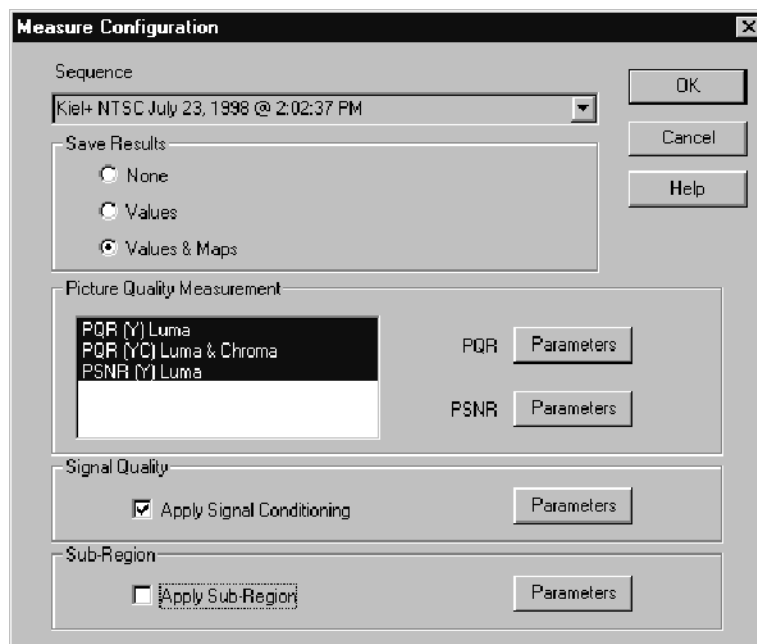 Measure Configuration
Sequence
Kiel+ NTSC July 23, 1998 @ 2:02:37 PM
OK
Cancel
Help
Save Results
None
Values
Values & Maps
Picture Quality Measurement
PQR (Y) Luma
PQR (YC) Luma & Chroma
PSNR (Y) Luma
PQR Parameters
PSNR Parameters
Signal Quality
Apply Signal Conditioning Parameters
Sub-Region
Apply Sub-Region Parameters